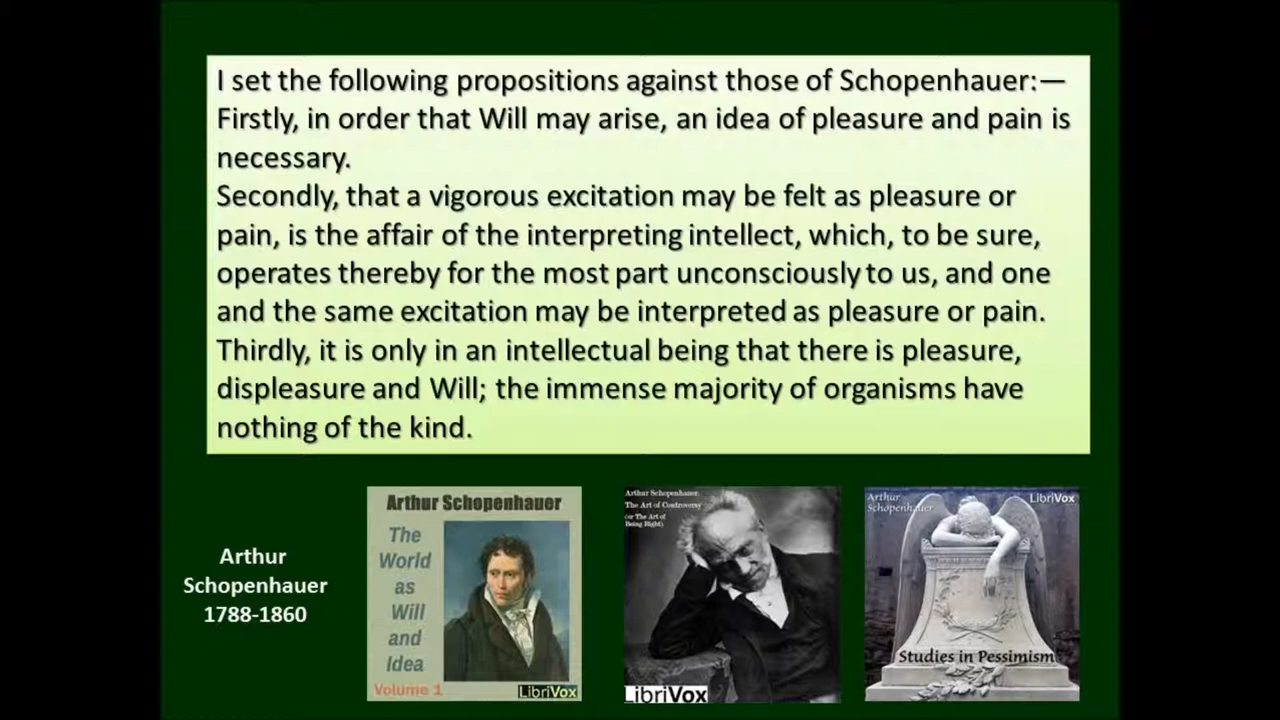 I set the following propositions against those of Schopenhauer:—
Firstly, in order that Will may arise, an idea of pleasure and pain is
necessary.
Secondly, that a vigorous excitation may be felt as pleasure or
pain, is the affair of the interpreting intellect, which, to be sure,
operates thereby for the most part unconsciously to us, and one
and the same excitation may be interpreted as pleasure or pain.
Thirdly, it is only in an intellectual being that there is pleasure,
displeasure and Will; the immense majority of organisms have
nothing of the kind.
Arthur
Schopenhauer
1788-1860
Arthur Schopenhauer
The
World
as
Will
and
Idea
Volume 1
LibriVox
Arthur Schopenhauer
The Art of Controversy
(or The Art of
Being Right)
LibriVox
Arthur
Schopenhauer
LibriVox
Studies in Pessimism